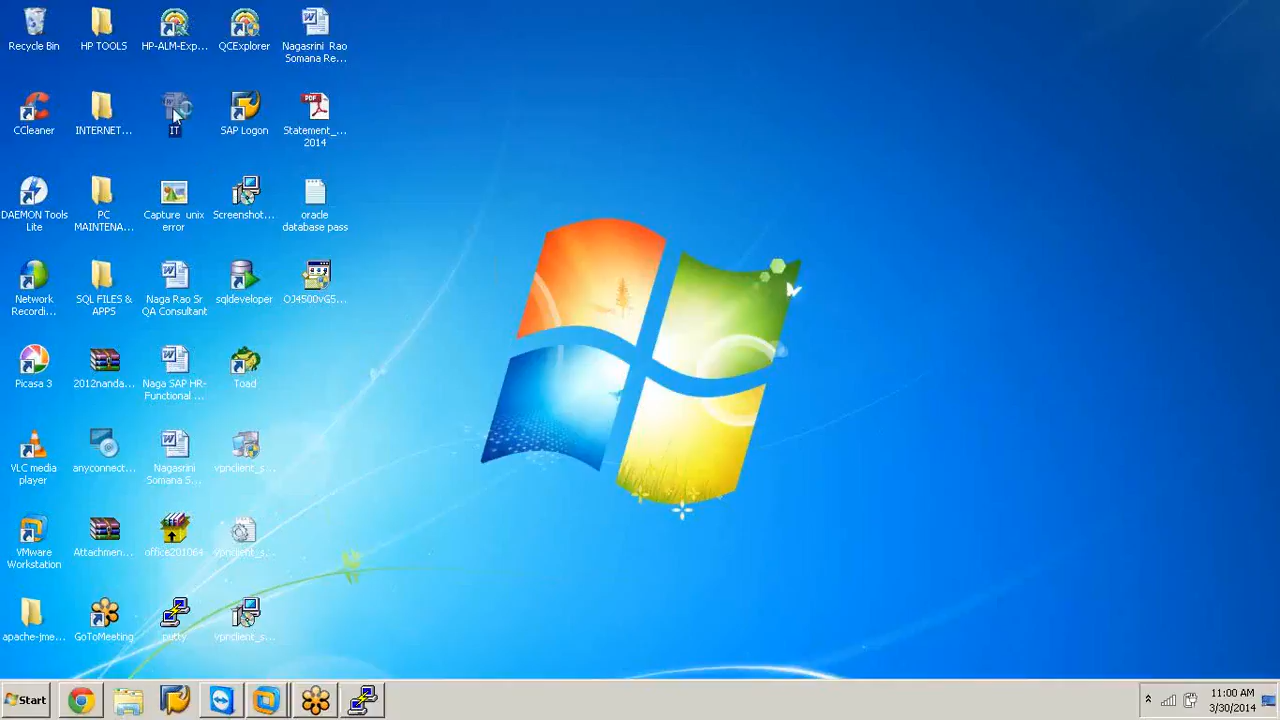 Recycle Bin
HP TOOLS
HP-ALM-Exp...
QCExplorer
Nagasrini Rao
Somana Re...
CCleaner
INTERNET...
IT
SAP Logon
Statement_...
2014
DAEMON Tools
Lite
PC
MAINTENA...
Capture unix
error
Screenshot...
oracle
database pass
Network
Recordi...
SQL FILES &
APPS
Naga Rao Sr
QA Consultant
sqldeveloper
OJ4500vG5...
Picasa 3
2012nanda...
Naga SAP HR-
Functional ...
Toad
VLC media
player
anyconnect...
Nagasrini
Somana S...
vpnclient_s...
VMware
Workstation
Attachmen...
office201064
vpnclient_s...
apache-jme...
GoToMeeting
putty
vpnclient_s...
Start
11:00 AM
3/30/2014